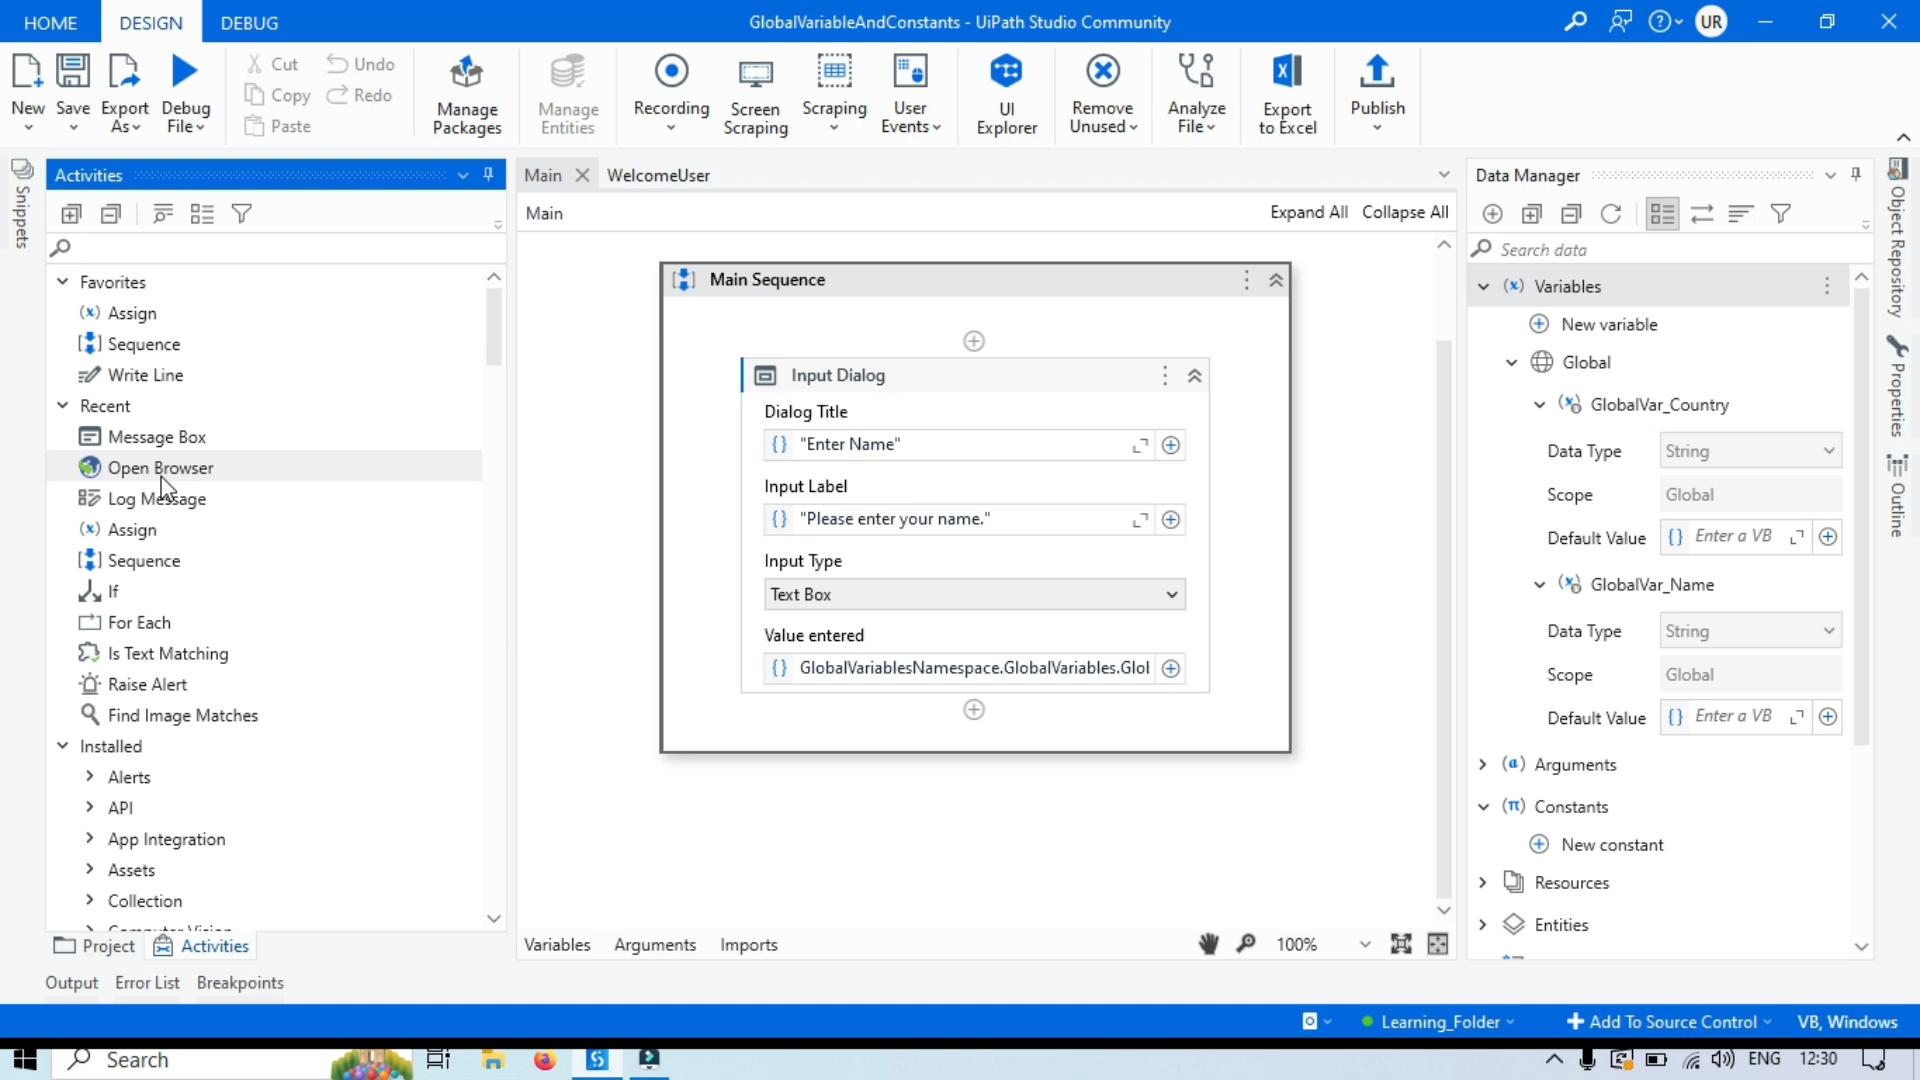 HOME
DESIGN
DEBUG
GlobalVariableAndConstants - UiPath Studio Community
UR
New
Save
Export As
Debug File
Cut
Copy
Paste
Undo
Redo
Manage Packages
Manage Entities
Recording
Screen Scraping
Scraping
User Events
UI Explorer
Remove Unused
Analyze File
Export to Excel
Publish
Snippets
Activities
Favorites
Assign
Sequence
Write Line
Recent
Message Box
Open Browser
Log Message
Assign
Sequence
If
For Each
Is Text Matching
Raise Alert
Find Image Matches
Installed
Alerts
API
App Integration
Assets
Collection
Project
Activities
Output
Error List
Breakpoints
Main
WelcomeUser
Main
Expand All
Collapse All
Main Sequence
Input Dialog
Dialog Title
"Enter Name"
Input Label
"Please enter your name."
Input Type
Text Box
Value entered
GlobalVariablesNamespace.GlobalVariables.Glol
Variables
Arguments
Imports
100%
Data Manager
Search data
Variables
New variable
Global
GlobalVar_Country
Data Type
String
Scope
Global
Default Value
Enter a VB
GlobalVar_Name
Data Type
String
Scope
Global
Default Value
Enter a VB
Arguments
Constants
New constant
Resources
Entities
Object Repository
Properties
Outline
Learning_Folder
Add To Source Control
VB, Windows
Search
ENG
12:30